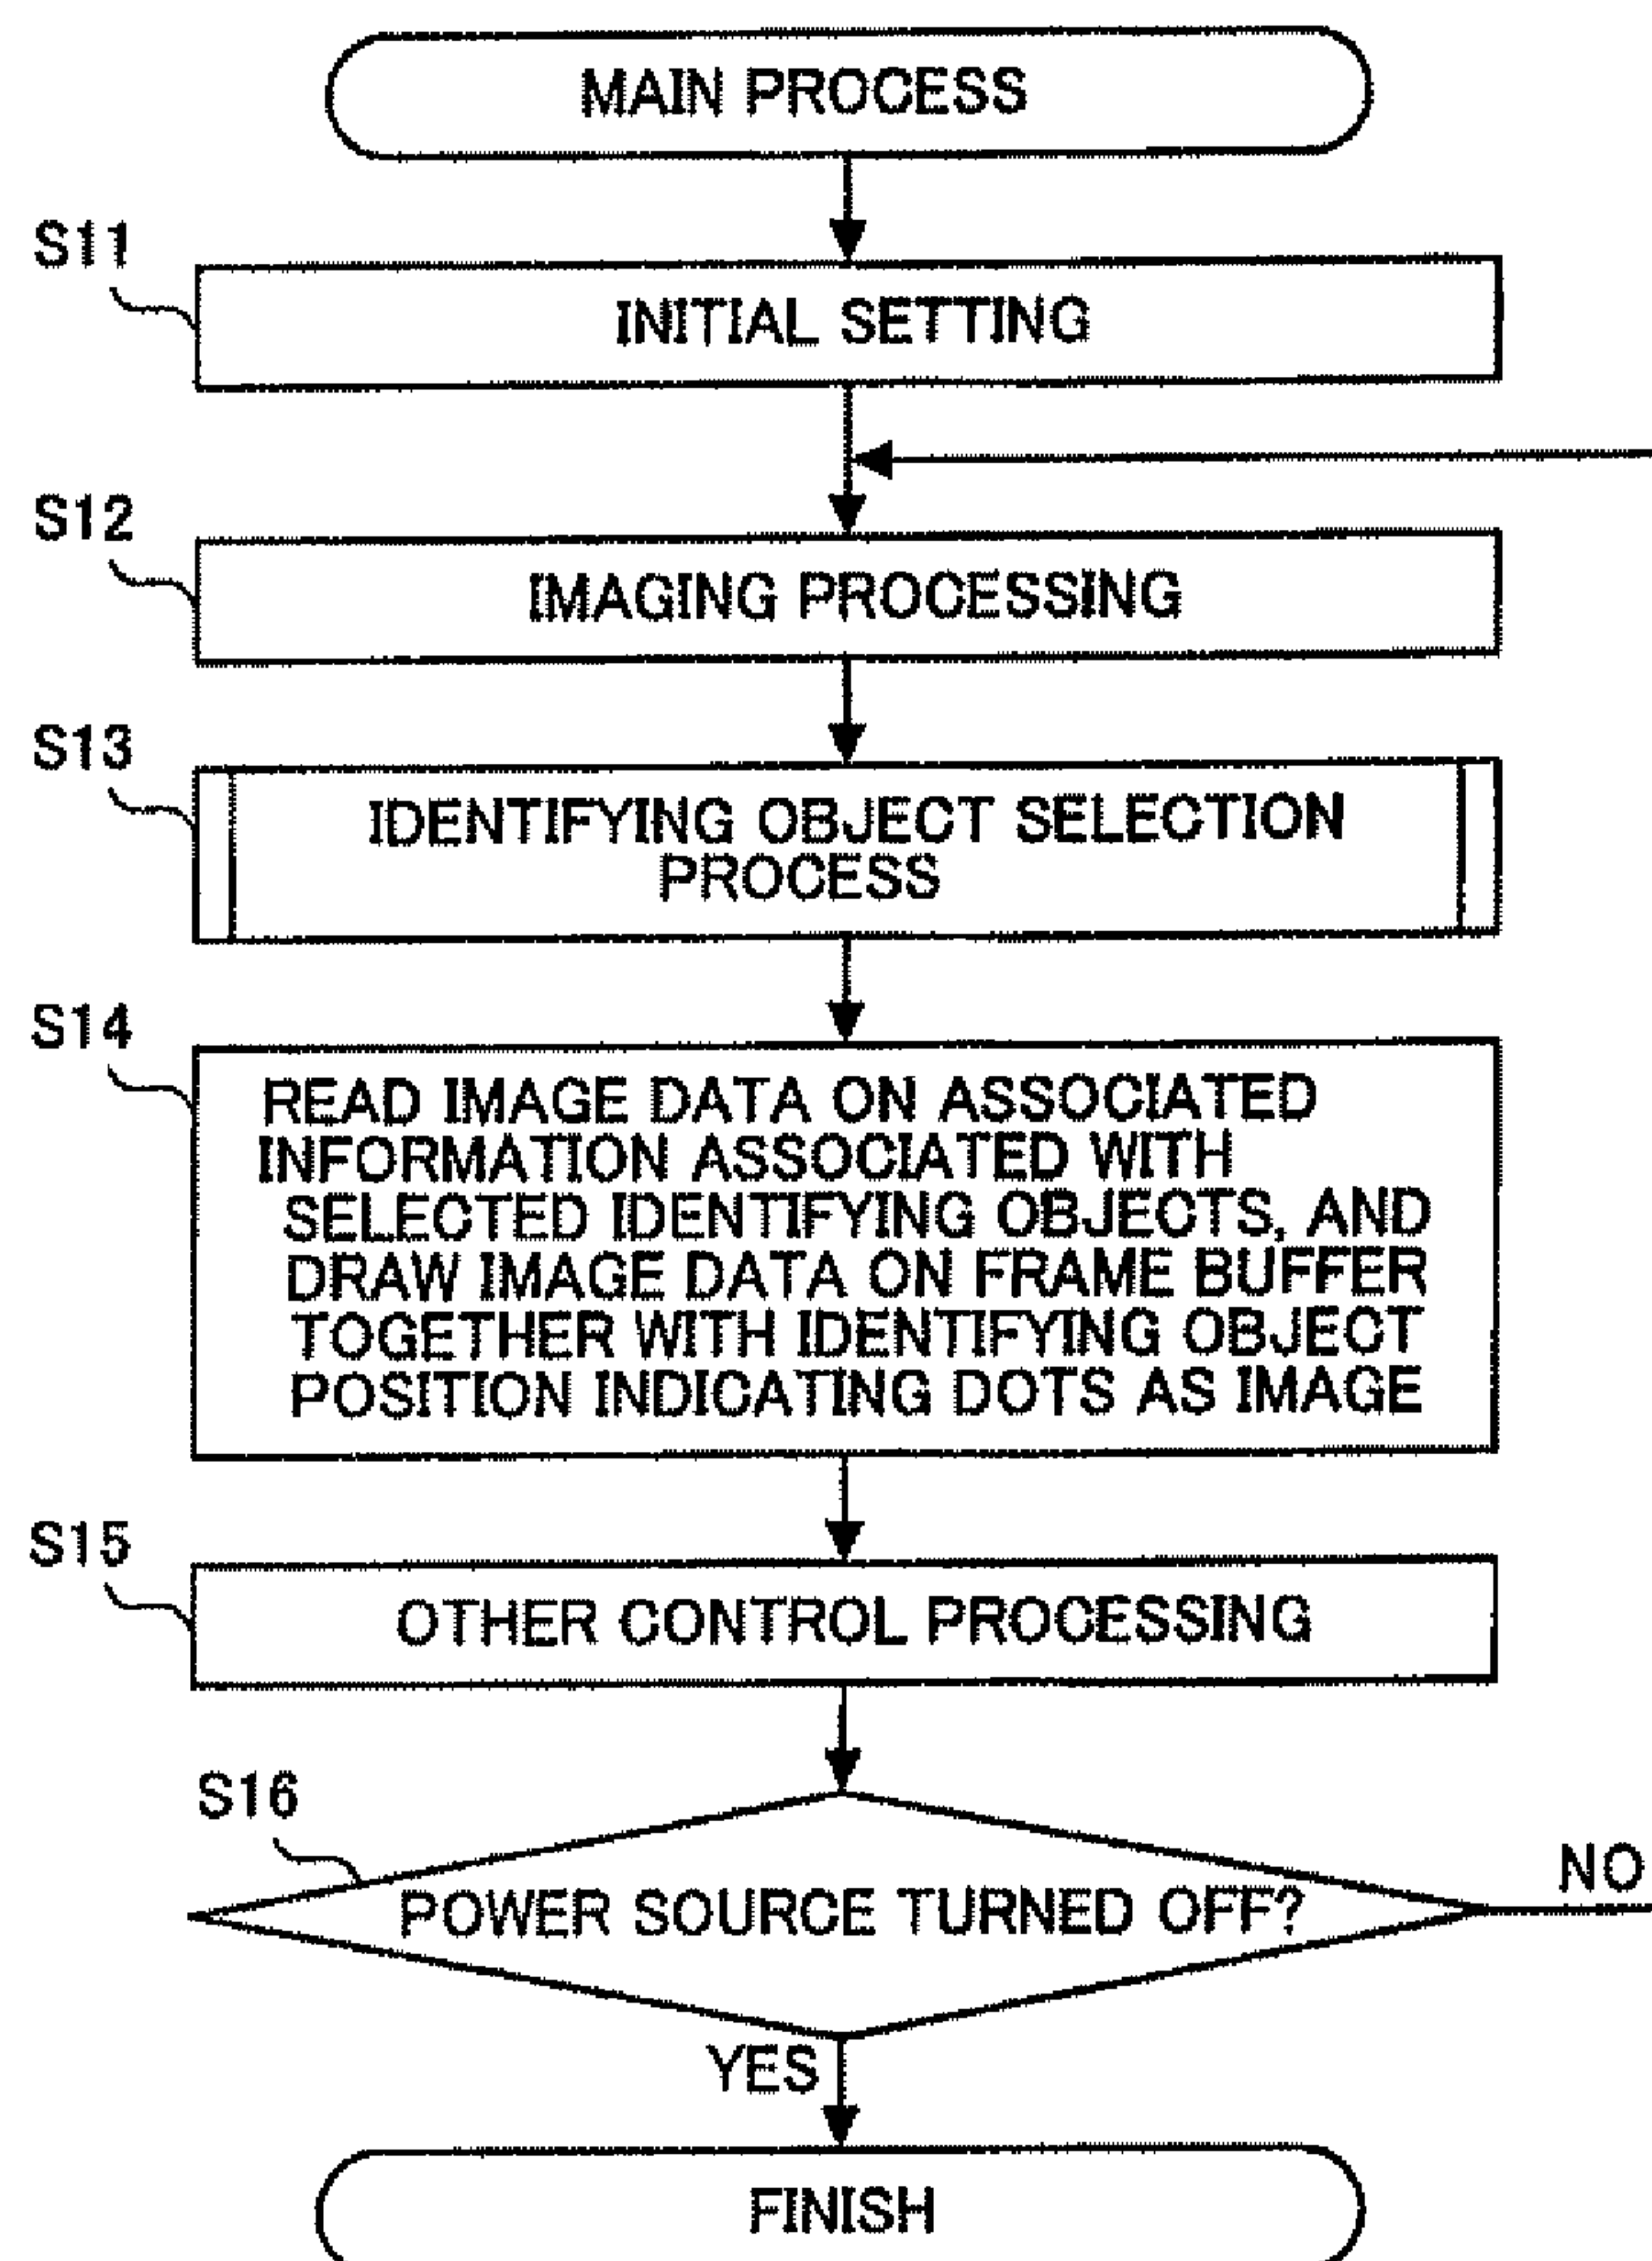 MAIN PROCESS
S11
INITIAL SETTING
S12
IMAGING PROCESSING
S13
IDENTIFYING OBJECT SELECTION
PROCESS
S14
READ IMAGE DATA ON ASSOCIATED
INFORMATION ASSOCIATED WITH
SELECTED IDENTIFYING OBJECTS, AND
DRAW IMAGE DATA ON FRAME BUFFER
TOGETHER WITH IDENTIFYING OBJECT
POSITION INDICATING DOTS AS IMAGE
S15
OTHER CONTROL PROCESSING
S16
POWER SOURCE TURNED OFF?
NO
YES
FINISH